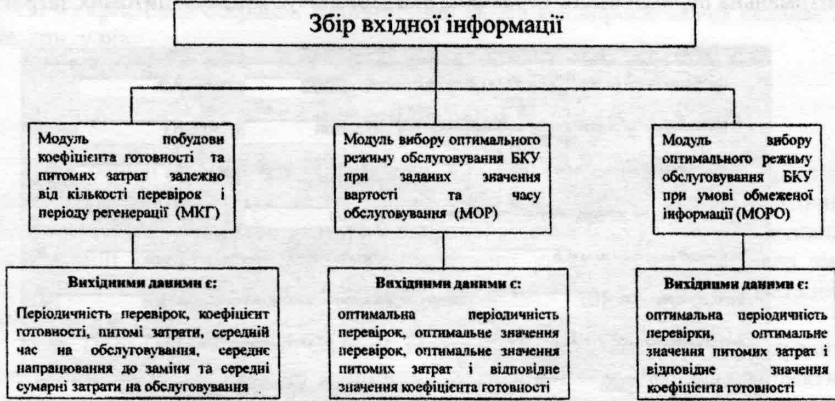 Збір вхідної інформації
Модуль побудови
коефіцієнта готовності та
питомих затрат залежно
від кількості перевірок і
періоду регенерації (МКГ)
Модуль вибору оптимального
режиму обслуговування БКУ
при заданих значення
вартості та часу
обслуговування (МОР)
Модуль вибору
оптимального режиму
обслуговування БКУ
при умові обмеженої
інформації (МОРО)
Вихідними даними є:
Періодичність перевірок, коефіцієнт
готовності, питомі затрати, середній
час на обслуговування, середнє
напрацювання до заміни та середні
сумарні затрати на обслуговування
Вихідними даними є:
оптимальна періодичність
перевірок, оптимальне значення
перевірок, оптимальне значення
питомих затрат і відповідне
значення коефіцієнта готовності
Вихідними даними є:
оптимальна періодичність
перевірки, оптимальне
значення питомих затрат і
відповідне значення
коефіцієнта готовності